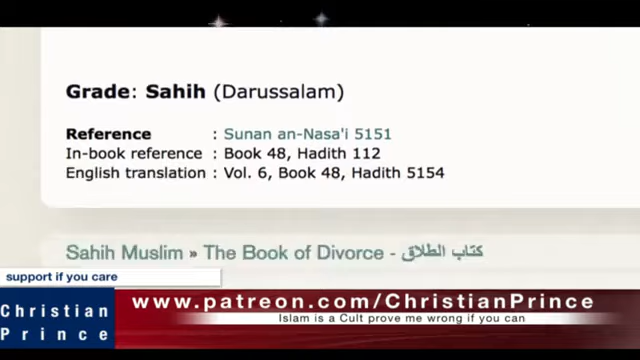 Grade: Sahih (Darussalam)
Reference : Sunan an-Nasa'i 5151
In-book reference : Book 48, Hadith 112
English translation : Vol. 6, Book 48, Hadith 5154
Sahih Muslim » The Book of Divorce - كتاب الطلاق
support if you care
Christian
Prince
www.patreon.com/ChristianPrince
Islam is a Cult prove me wrong if you can